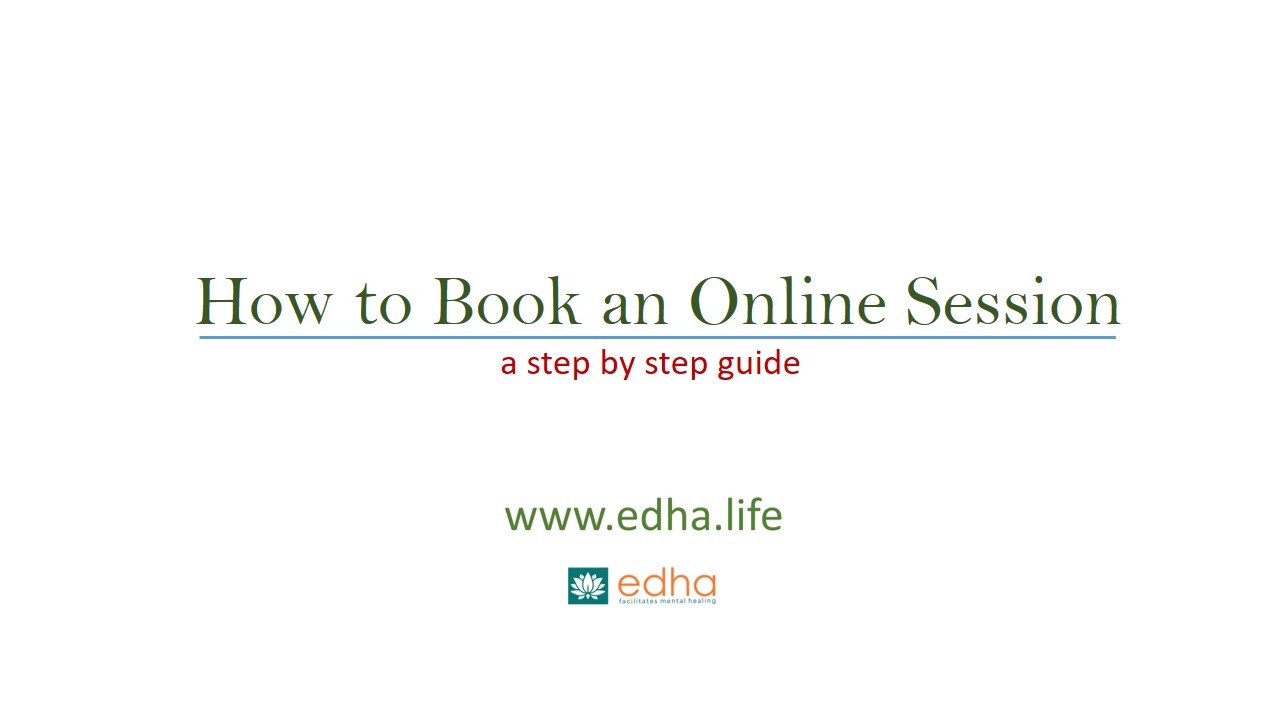 How to Book an Online Session
a step by step guide
www.edha.life
edha
facilitates mental healing